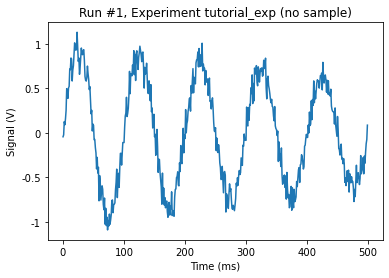 Run #1, Experiment tutorial_exp (no sample)
Signal (V)
1
0.5
0
-0.5
-1
0 100 200 300 400 500
Time (ms)